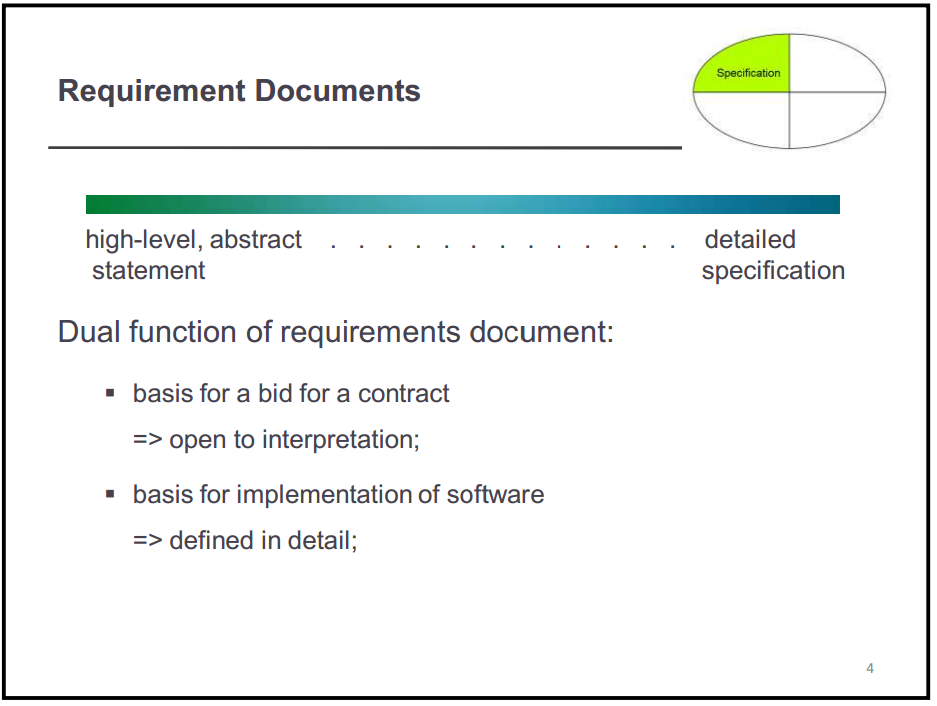 Specification
Requirement Documents
high-level, abstract . . . . . . . . . . . . . detailed
statement specification
Dual function of requirements document:
▪ basis for a bid for a contract
=> open to interpretation;
▪ basis for implementation of software
=> defined in detail;
4